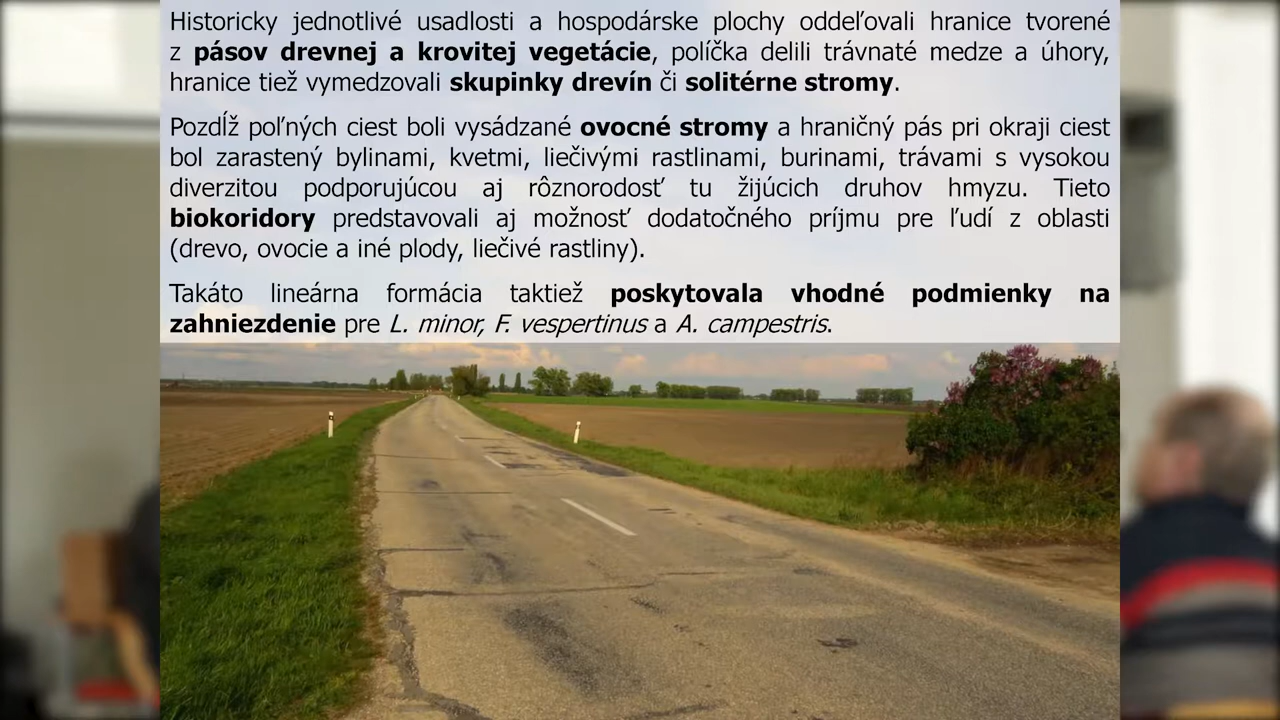 Historicky jednotlivé usadlosti a hospodárske plochy oddeľovali hranice tvorené
z pásov drevnej a krovitej vegetácie, políčka delili trávnaté medze a úhory,
hranice tiež vymedzovali skupinky drevín či solitérne stromy.
Pozdĺž poľných ciest boli vysádzané ovocné stromy a hraničný pás pri okraji ciest
bol zarastený bylinami, kvetmi, liečivými rastlinami, burinami, trávami s vysokou
diverzitou podporujúcou aj rôznorodosť tu žijúcich druhov hmyzu. Tieto
biokoridory predstavovali aj možnosť dodatočného príjmu pre ľudí z oblasti
(drevo, ovocie a iné plody, liečivé rastliny).
Takáto lineárna formácia taktiež poskytovala vhodné podmienky na
zahniezdenie pre L. minor, F. vespertinus a A. campestris.